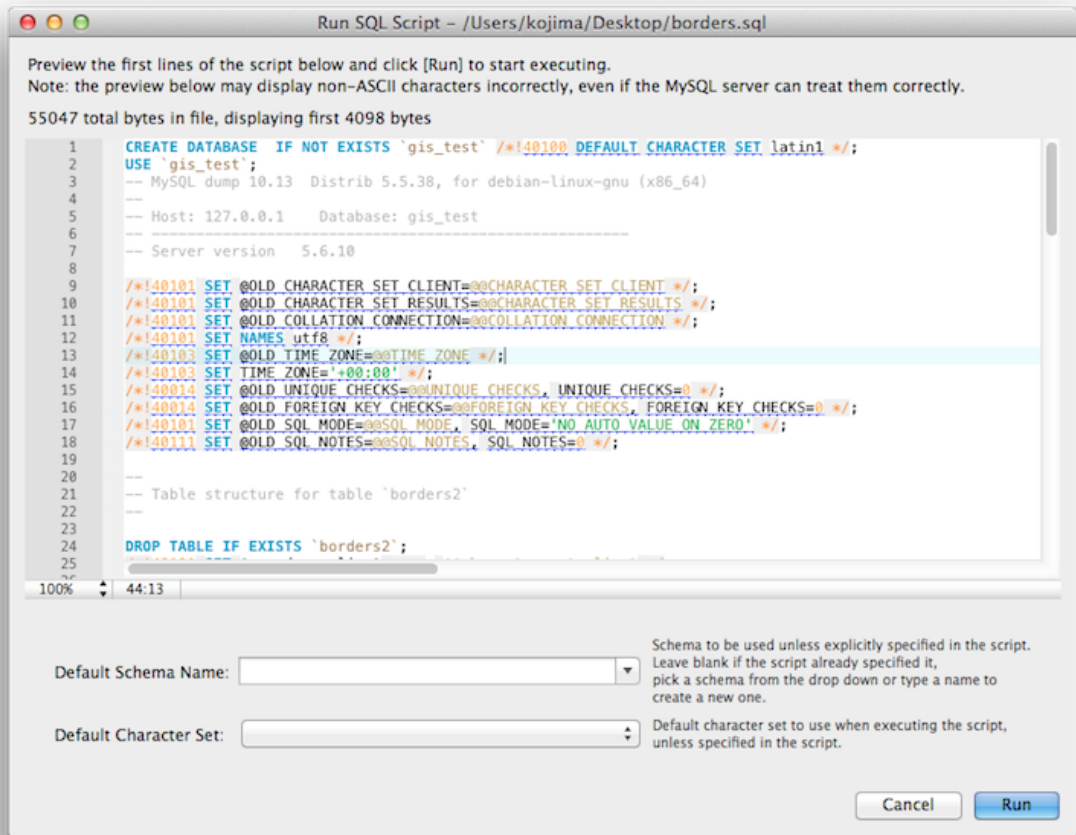 Run SQL Script – /Users/kojima/Desktop/borders.sql
Preview the first lines of the script below and click [Run] to start executing.
Note: the preview below may display non-ASCII characters incorrectly, even if the MySQL server can treat them correctly.
55047 total bytes in file, displaying first 4098 bytes
1 CREATE DATABASE  IF NOT EXISTS `gis_test` /*!40100 DEFAULT CHARACTER SET latin1 */;
2 USE `gis_test`;
3 -- MySQL dump 10.13  Distrib 5.5.38, for debian-linux-gnu (x86_64)
4 --
5 -- Host: 127.0.0.1    Database: gis_test
6 -- ------------------------------------------------------
7 -- Server version	5.6.10
8
9 /*!40101 SET @OLD_CHARACTER_SET_CLIENT=@@CHARACTER_SET_CLIENT */;
10 /*!40101 SET @OLD_CHARACTER_SET_RESULTS=@@CHARACTER_SET_RESULTS */;
11 /*!40101 SET @OLD_COLLATION_CONNECTION=@@COLLATION_CONNECTION */;
12 /*!40101 SET NAMES utf8 */;
13 /*!40103 SET @OLD_TIME_ZONE=@@TIME_ZONE */;
14 /*!40103 SET TIME_ZONE='+00:00' */;
15 /*!40014 SET @OLD_UNIQUE_CHECKS=@@UNIQUE_CHECKS, UNIQUE_CHECKS=0 */;
16 /*!40014 SET @OLD_FOREIGN_KEY_CHECKS=@@FOREIGN_KEY_CHECKS, FOREIGN_KEY_CHECKS=0 */;
17 /*!40101 SET @OLD_SQL_MODE=@@SQL_MODE, SQL_MODE='NO_AUTO_VALUE_ON_ZERO' */;
18 /*!40111 SET @OLD_SQL_NOTES=@@SQL_NOTES, SQL_NOTES=0 */;
19
20 --
21 -- Table structure for table `borders2`
22 --
23
24 DROP TABLE IF EXISTS `borders2`;
25
100% 44:13
Schema to be used unless explicitly specified in the script.
Default Schema Name: Leave blank if the script already specified it,
pick a schema from the drop down or type a name to
create a new one.
Default Character Set: Default character set to use when executing the script,
unless specified in the script.
Cancel Run